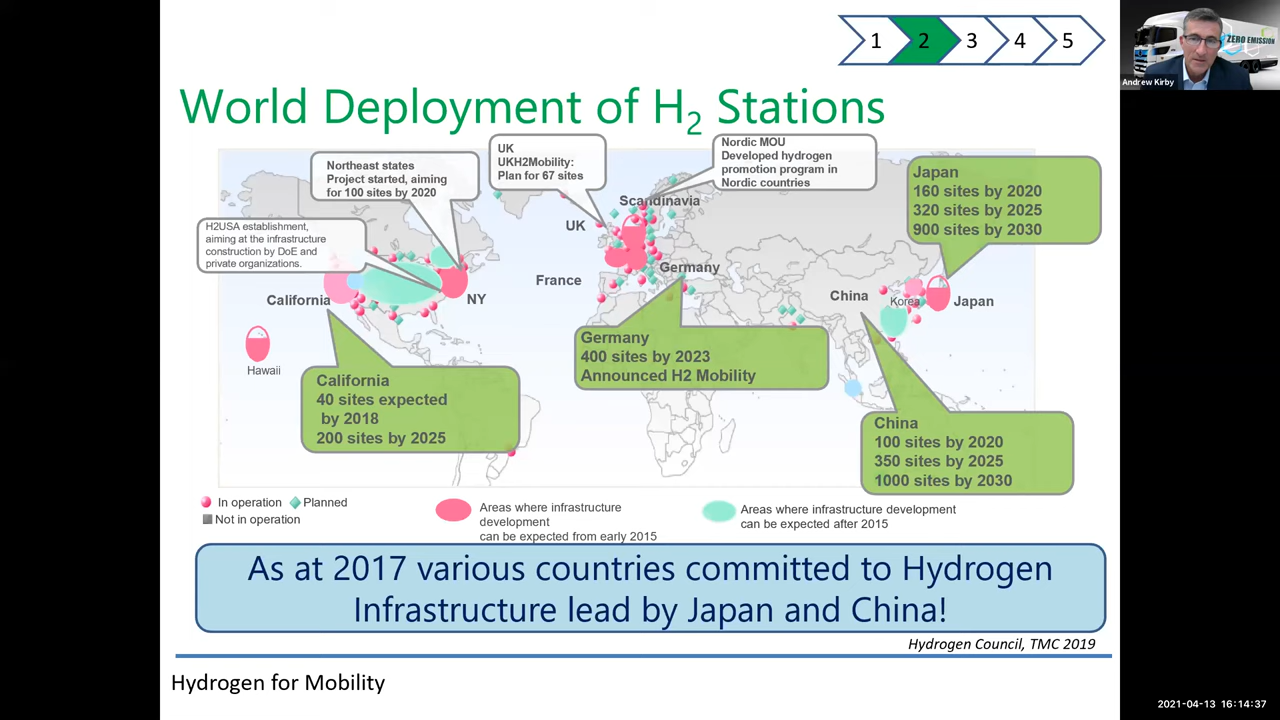 1 2 3 4 5
ZERO EMISSION
Andrew Kirby
World Deployment of H2 Stations
Northeast states
Project started, aiming
for 100 sites by 2020
UK
UKH2Mobility:
Plan for 67 sites
Nordic MOU
Developed hydrogen
promotion program in
Nordic countries
Japan
160 sites by 2020
320 sites by 2025
900 sites by 2030
H2USA establishment,
aiming at the infrastructure
construction by DoE and
private organizations.
Scandinavia
UK
Germany
France
California
NY
China
Korea
Japan
Hawaii
Germany
400 sites by 2023
Announced H2 Mobility
California
40 sites expected
by 2018
200 sites by 2025
China
100 sites by 2020
350 sites by 2025
1000 sites by 2030
In operation
Planned
Not in operation
Areas where infrastructure
development
can be expected from early 2015
Areas where infrastructure development
can be expected after 2015
As at 2017 various countries committed to Hydrogen
Infrastructure lead by Japan and China!
Hydrogen Council, TMC 2019
Hydrogen for Mobility
2021-04-13 16:14:37